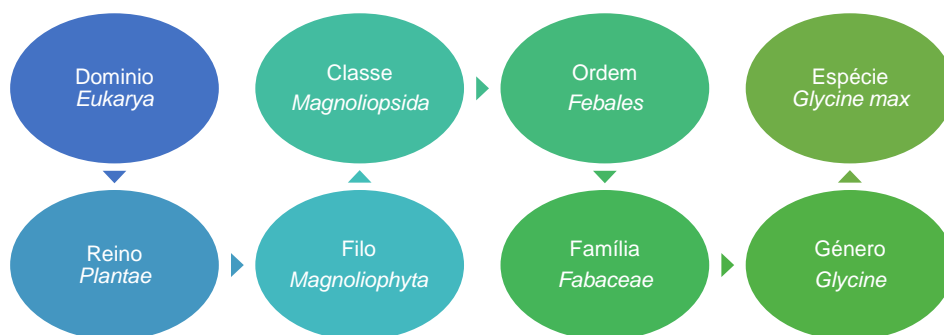 Dominio
Eukarya
Reino
Plantae
Filo
Magnoliophyta
Classe
Magnoliopsida
Ordem
Febales
Família
Fabaceae
Género
Glycine
Espécie
Glycine max